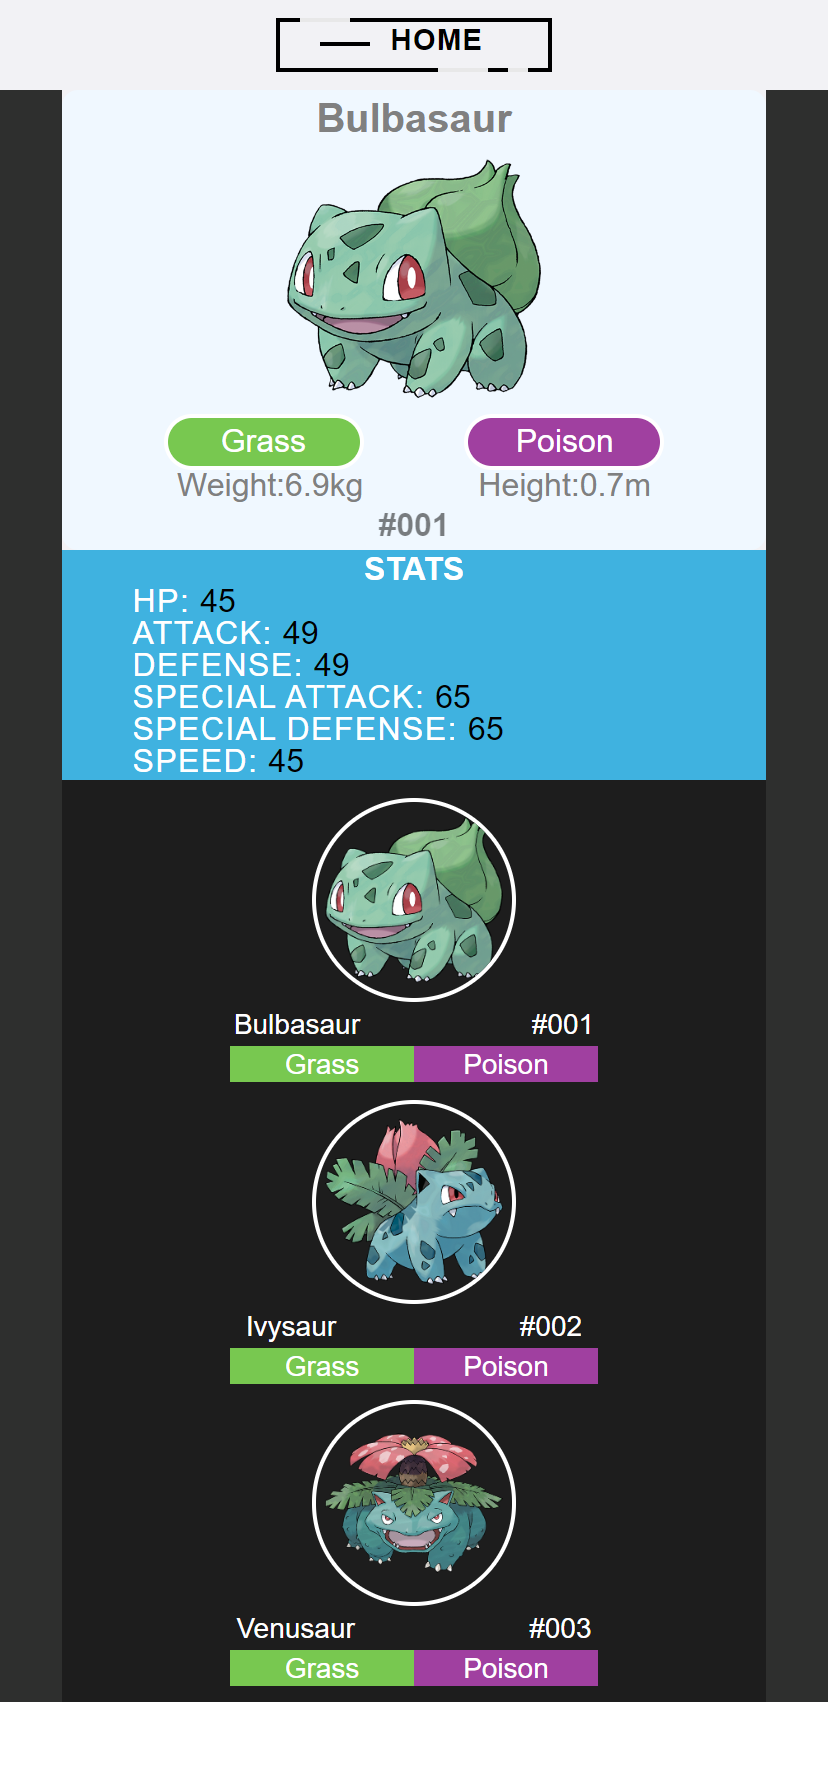 HOME
Bulbasaur
Grass Poison
Weight:6.9kg Height:0.7m
#001
STATS
HP: 45
ATTACK: 49
DEFENSE: 49
SPECIAL ATTACK: 65
SPECIAL DEFENSE: 65
SPEED: 45
Bulbasaur #001
Grass Poison
Ivysaur #002
Grass Poison
Venusaur #003
Grass Poison